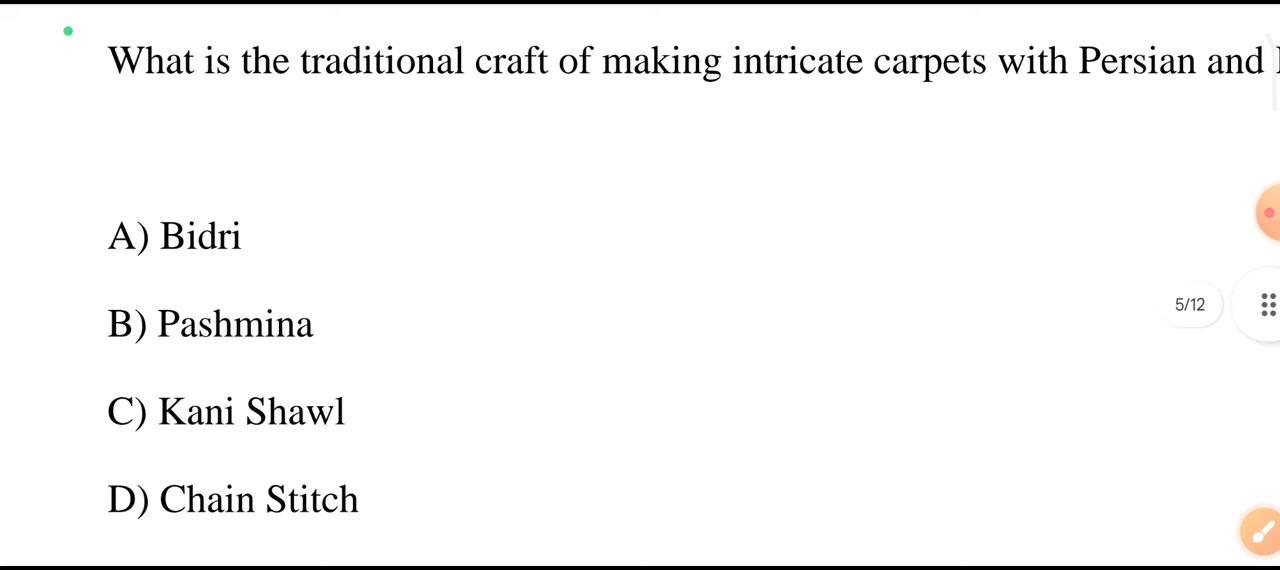 What is the traditional craft of making intricate carpets with Persian and
A) Bidri
B) Pashmina
5/12
C) Kani Shawl
D) Chain Stitch